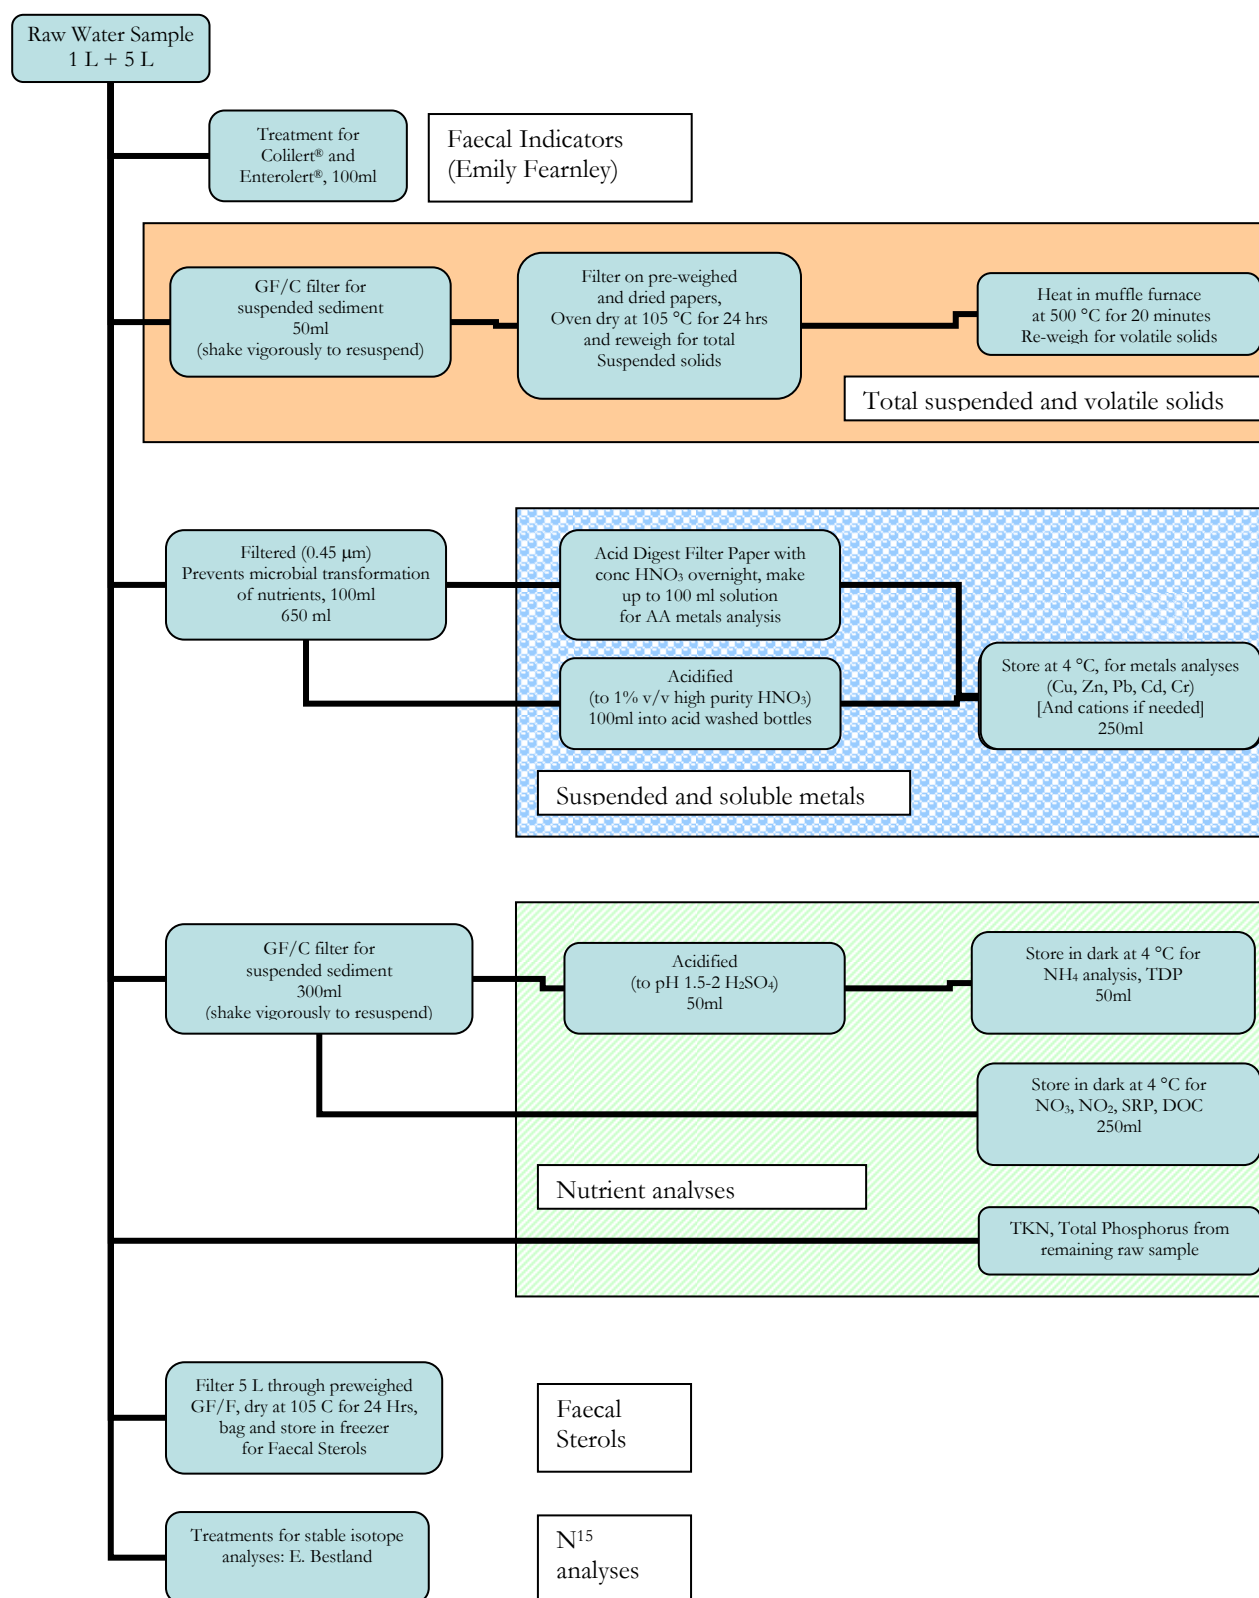 Raw Water Sample
1 L + 5 L
Treatment for
Colilert® and
Enterolert®, 100ml
Faecal Indicators
(Emily Fearnley)
GF/C filter for
suspended sediment
50ml
(shake vigorously to resuspend)
Filter on pre-weighed
and dried papers,
Oven dry at 105 °C for 24 hrs
and reweigh for total
Suspended solids
Heat in muffle furnace
at 500 °C for 20 minutes
Re-weigh for volatile solids
Total suspended and volatile solids
Filtered (0.45 µm)
Prevents microbial transformation
of nutrients, 100ml
650 ml
Acid Digest Filter Paper with
conc HNO₃ overnight, make
up to 100 ml solution
for AA metals analysis
Acidified
(to 1% v/v high purity HNO₃)
100ml into acid washed bottles
Store at 4 °C, for metals analyses
(Cu, Zn, Pb, Cd, Cr)
[And cations if needed]
250ml
Suspended and soluble metals
GF/C filter for
suspended sediment
300ml
(shake vigorously to resuspend)
Acidified
(to pH 1.5-2 H₂SO₄)
50ml
Store in dark at 4 °C for
NH₄ analysis, TDP
50ml
Store in dark at 4 °C for
NO₃, NO₂, SRP, DOC
250ml
Nutrient analyses
TKN, Total Phosphorus from
remaining raw sample
Filter 5 L through preweighed
GF/F, dry at 105 C for 24 Hrs,
bag and store in freezer
for Faecal Sterols
Faecal
Sterols
Treatments for stable isotope
analyses: E. Bestland
N¹⁵
analyses